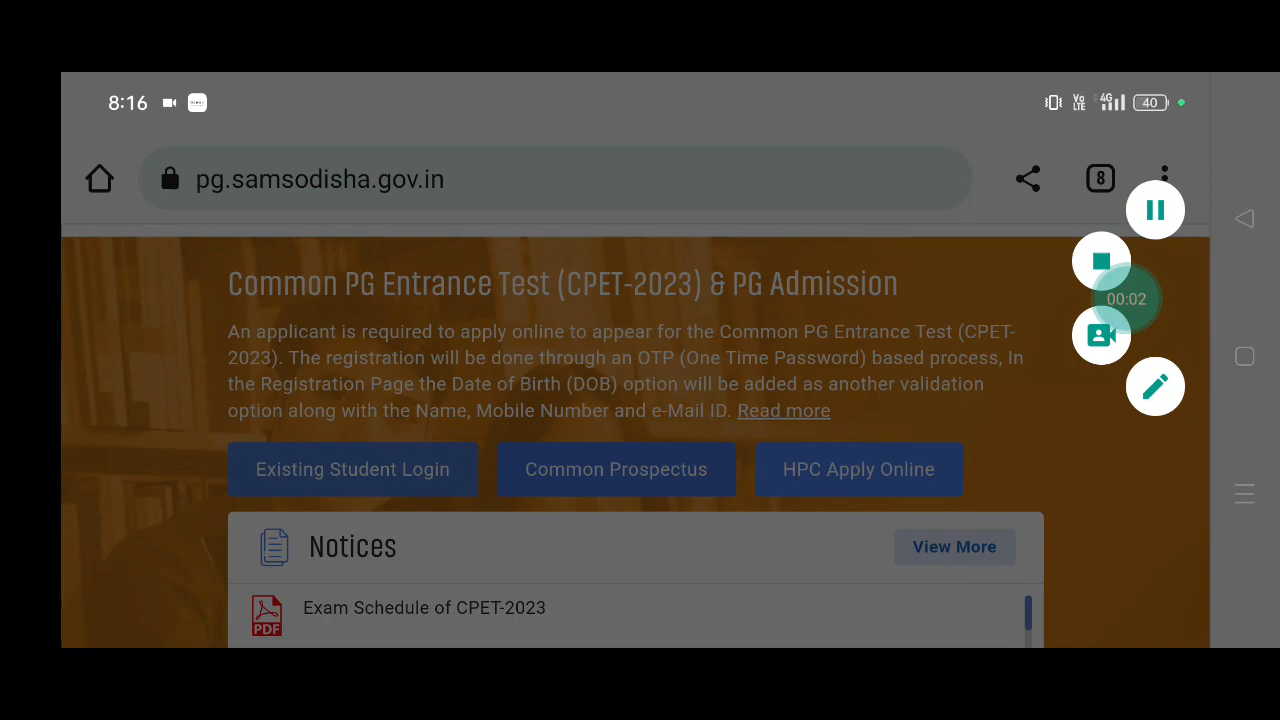 8:16
Vo LTE 4G 40
pg.samsodisha.gov.in
8
Common PG Entrance Test (CPET-2023) & PG Admission
An applicant is required to apply online to appear for the Common PG Entrance Test (CPET-
2023). The registration will be done through an OTP (One Time Password) based process, In
the Registration Page the Date of Birth (DOB) option will be added as another validation
option along with the Name, Mobile Number and e-Mail ID. Read more
00:02
Existing Student Login
Common Prospectus
HPC Apply Online
Notices
View More
PDF
Exam Schedule of CPET-2023